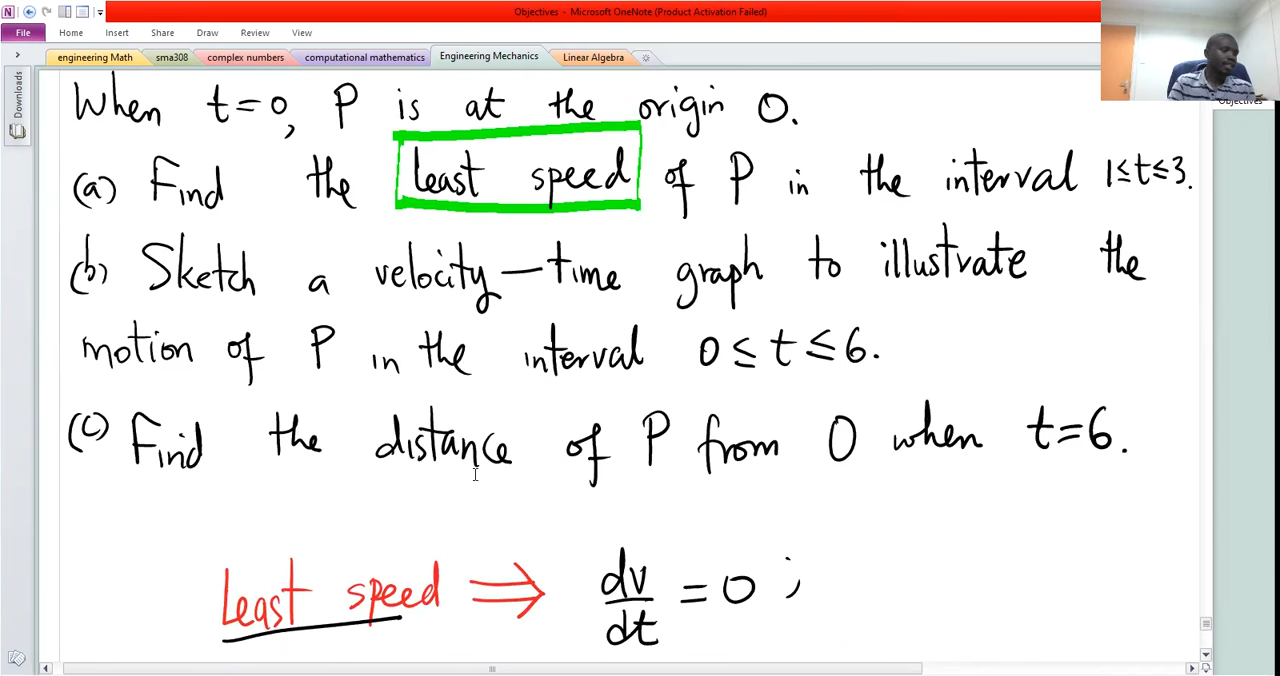 Objectives - Microsoft OneNote (Product Activation Failed)
File Home Insert Share Draw Review View
engineering Math sma308 complex numbers computational mathematics Engineering Mechanics Linear Algebra
Downloads
Objectives
When t=0, P is at the origin O.
(a) Find the least speed of P in the interval 1≤t≤3.
(b) Sketch a velocity-time graph to illustrate the
motion of P in the interval 0≤t≤6.
(c) Find the distance of P from O when t=6.
Least speed ⇒ dv/dt = 0 ;